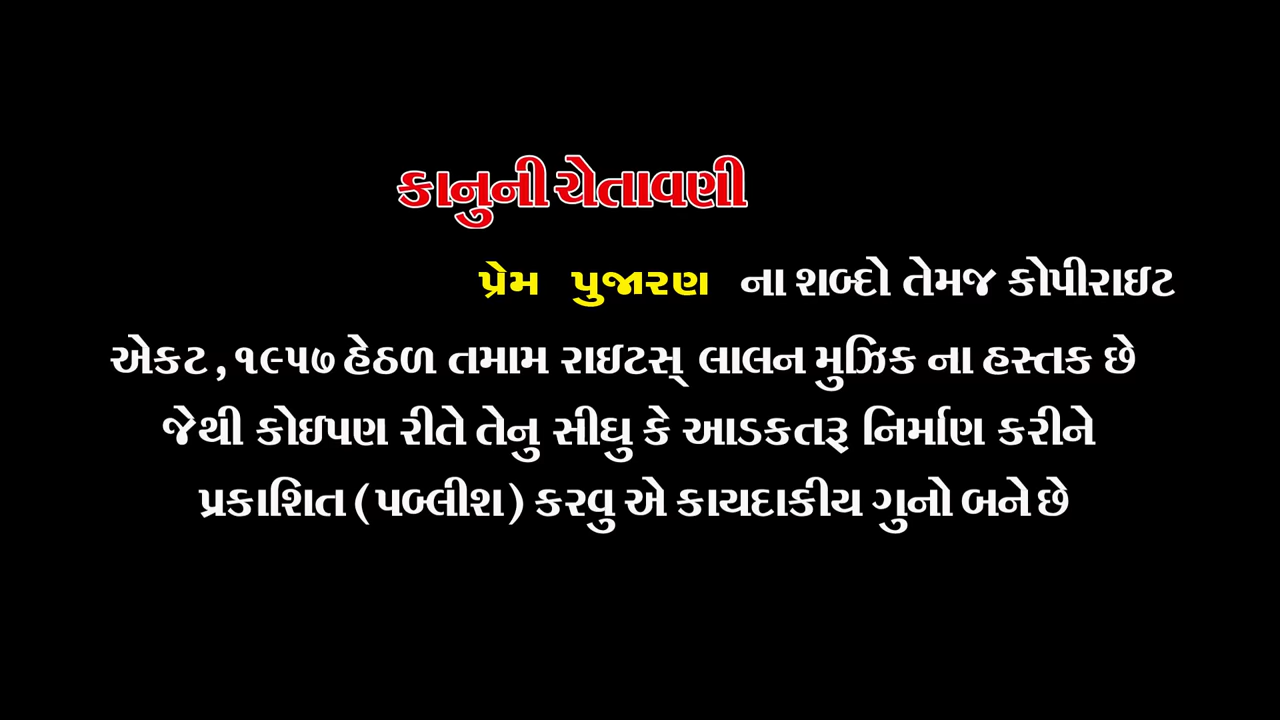 કાનુની ચેતાવણી
પ્રેમ પુજારણ ના શબ્દો તેમજ કોપીરાઇટ
એકટ , ૧૯૫૭ હેઠળ તમામ રાઇટસ્ લાલન મુઝિક ના હસ્તક છે
જેથી કોઇપણ રીતે તેનુ સીધુ કે આડકતરૂ નિર્માણ કરીને
પ્રકાશિત ( પબ્લીશ ) કરવુ એ કાયદાકીય ગુનો બને છે